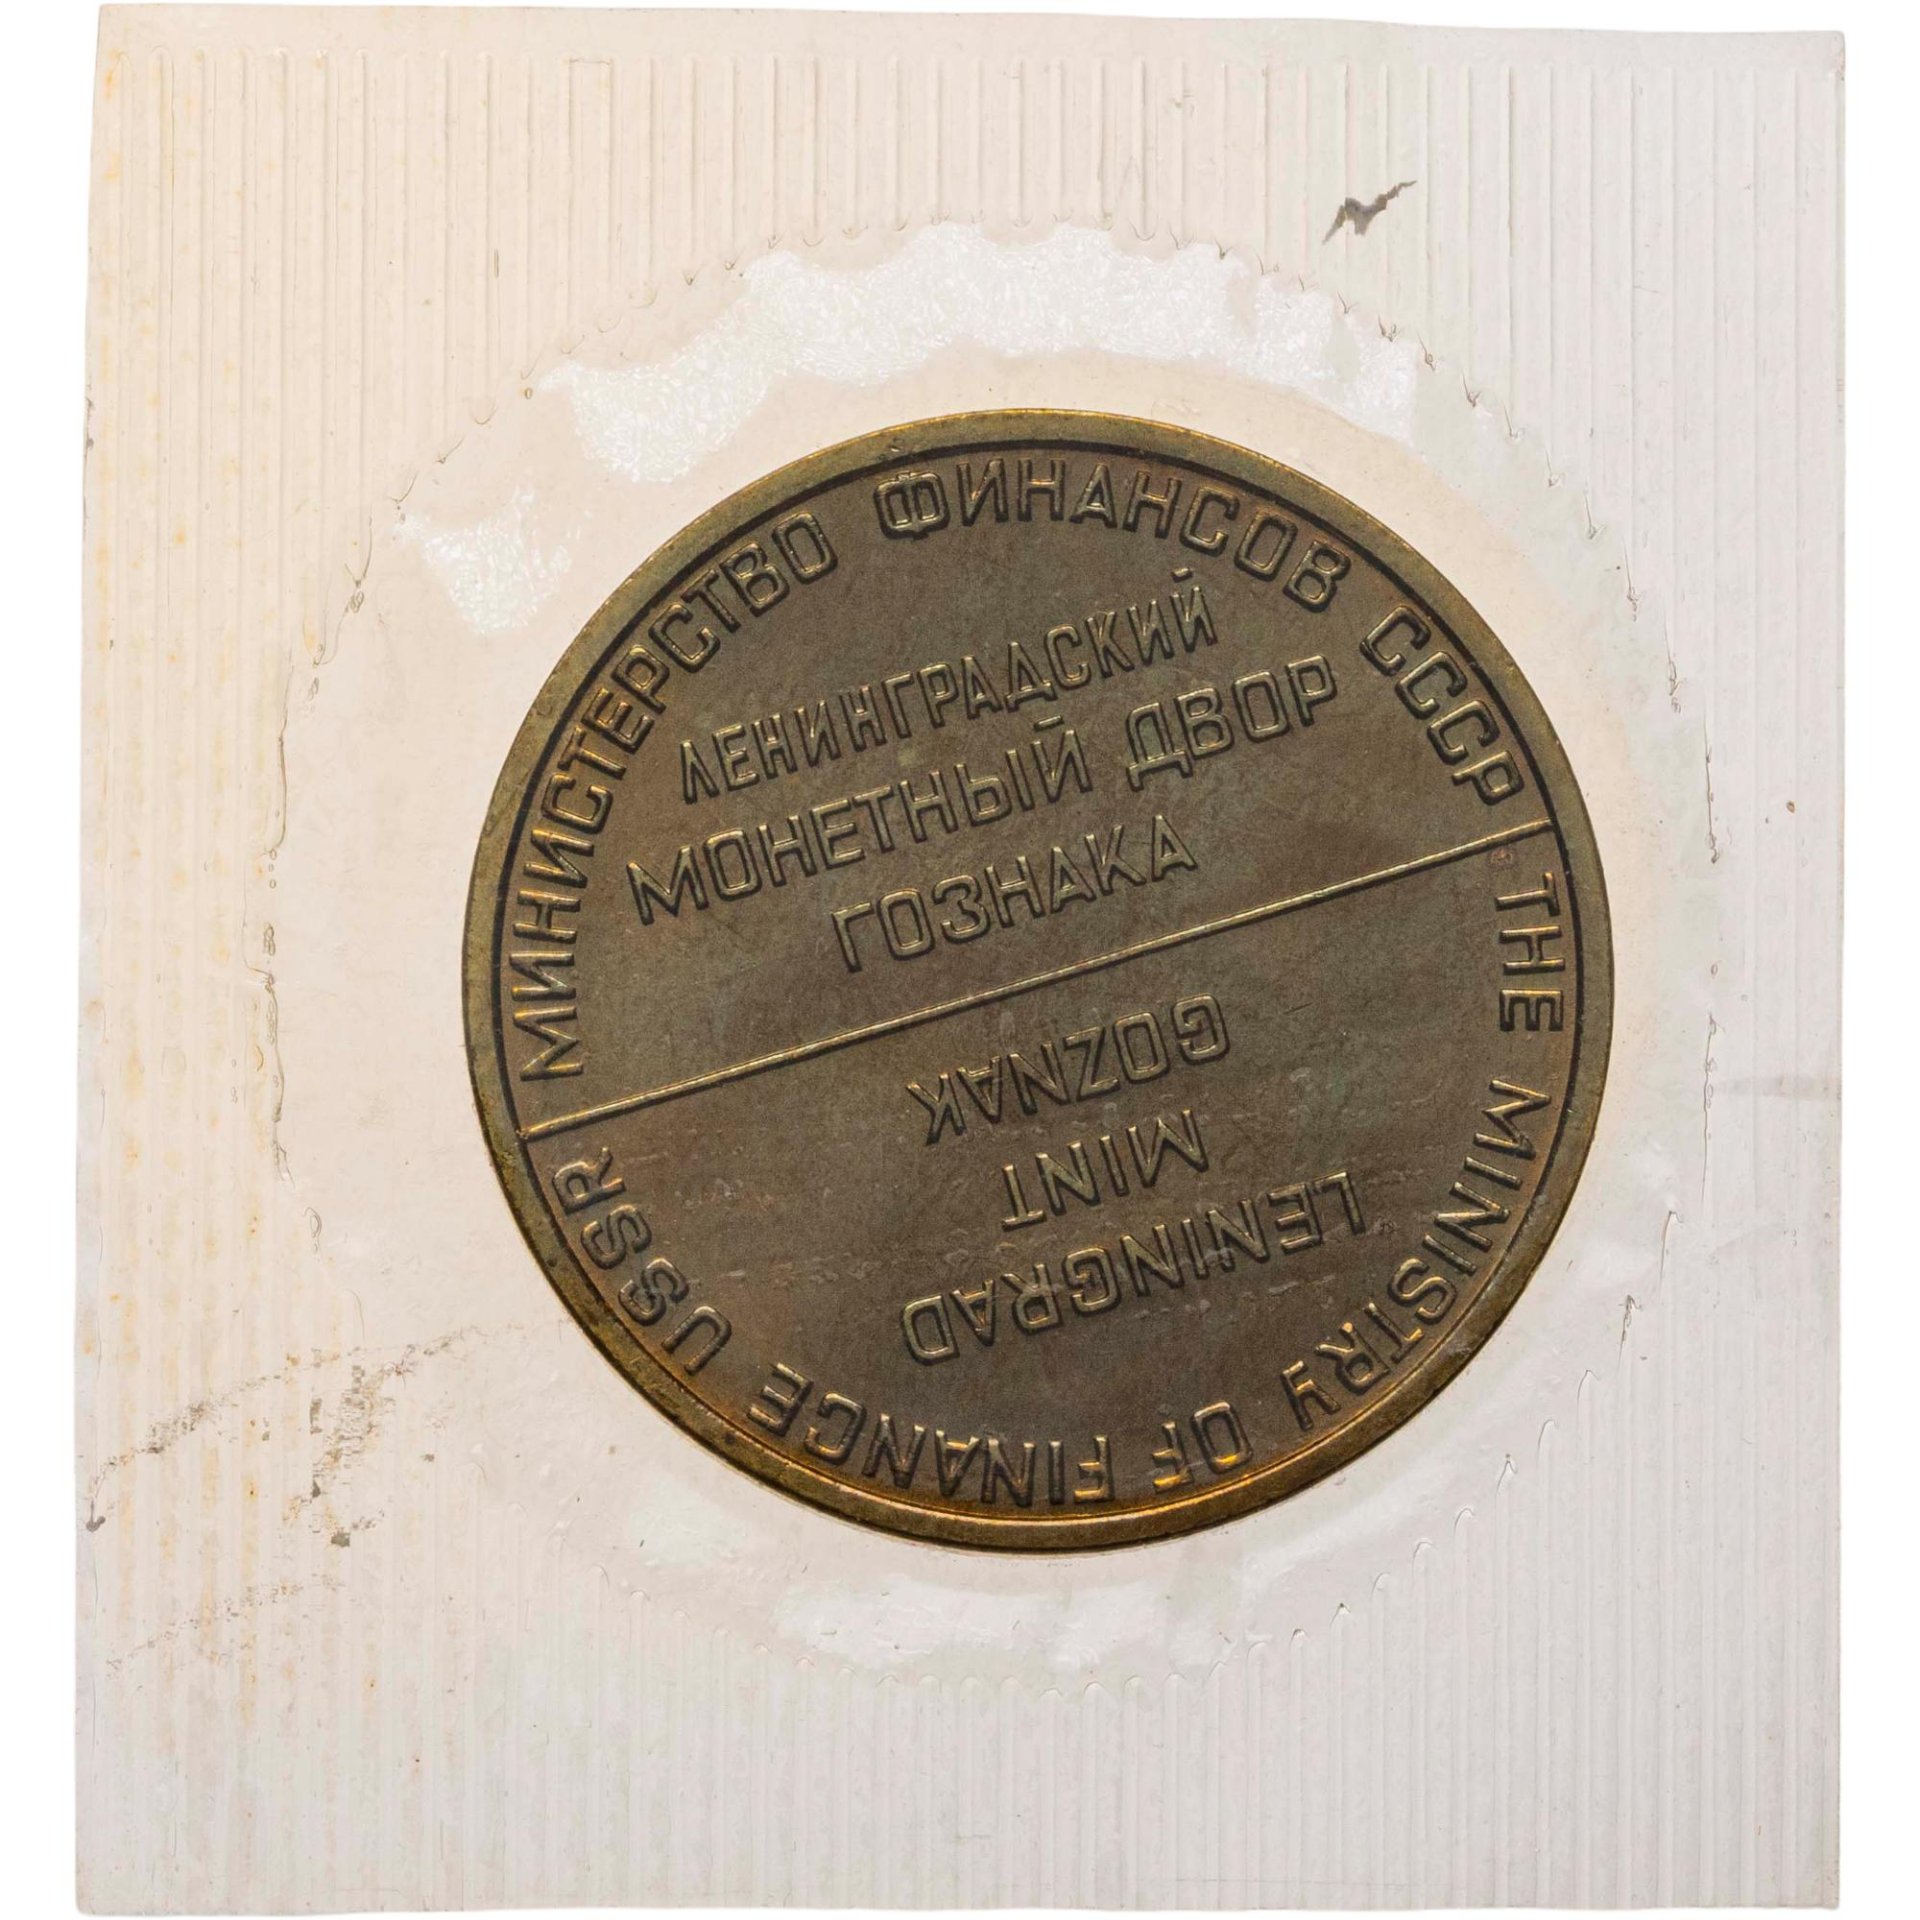 МИНИСТЕРСТВО ФИНАНСОВ СССР
ЛЕНИНГРАДСКИЙ
МОНЕТНЫЙ ДВОР
ГОЗНАКА
THE MINISTRY OF FINANCE USSR
LENINGRAD
MINT
GOZNAK